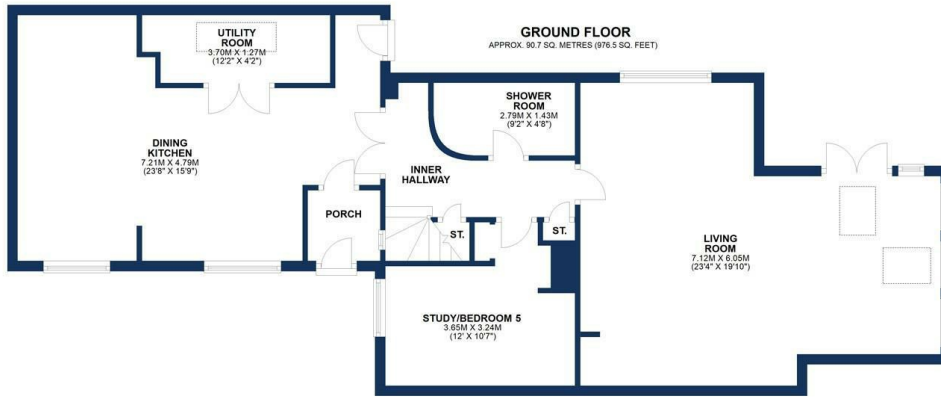 GROUND FLOOR
APPROX. 90.7 SQ. METRES (976.5 SQ. FEET)
UTILITY
ROOM
3.70M X 1.27M
(12'2" X 4'2")
SHOWER
ROOM
2.79M X 1.43M
(9'2" X 4'8")
DINING
KITCHEN
7.21M X 4.79M
(23'8" X 15'9")
INNER
HALLWAY
PORCH
ST.
ST.
LIVING
ROOM
7.12M X 6.05M
(23'4" X 19'10")
STUDY/BEDROOM 5
3.65M X 3.24M
(12' X 10'7")